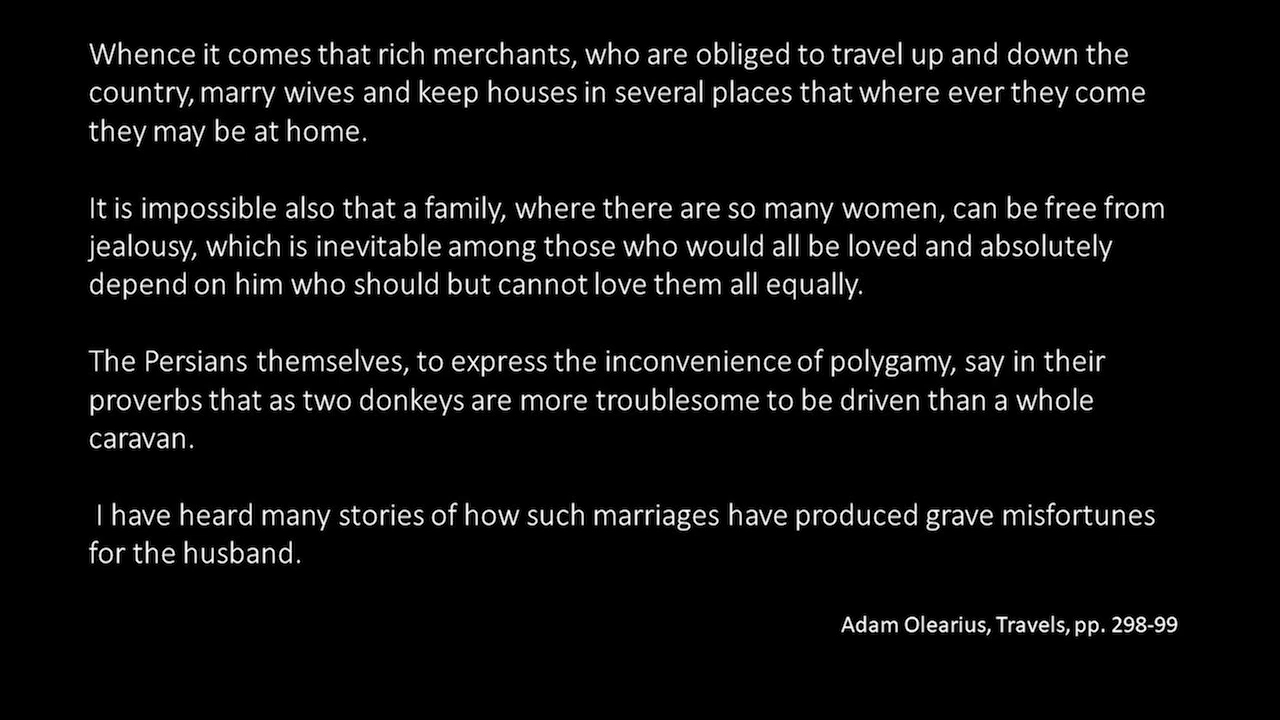 Whence it comes that rich merchants, who are obliged to travel up and down the
country, marry wives and keep houses in several places that where ever they come
they may be at home.
It is impossible also that a family, where there are so many women, can be free from
jealousy, which is inevitable among those who would all be loved and absolutely
depend on him who should but cannot love them all equally.
The Persians themselves, to express the inconvenience of polygamy, say in their
proverbs that as two donkeys are more troublesome to be driven than a whole
caravan.
I have heard many stories of how such marriages have produced grave misfortunes
for the husband.
Adam Olearius, Travels, pp. 298-99